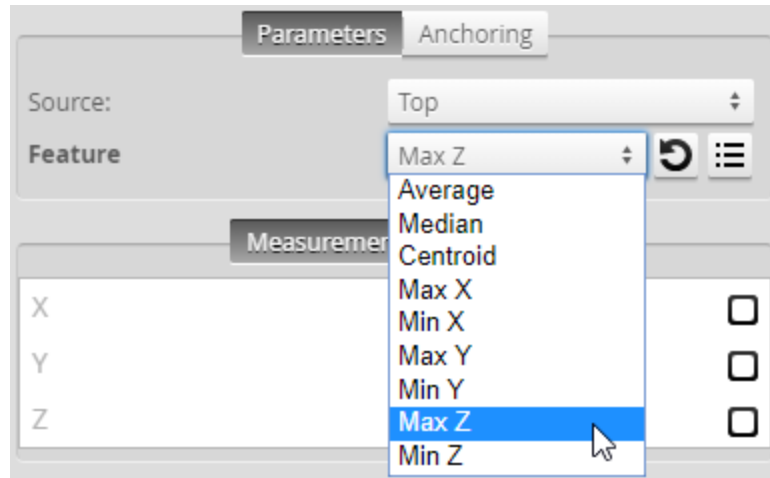 Parameters Anchoring
Source: Top
Feature Max Z
Average
Median
Centroid
Max X
Min X
Max Y
Min Y
Max Z
Min Z
X
Y
Z